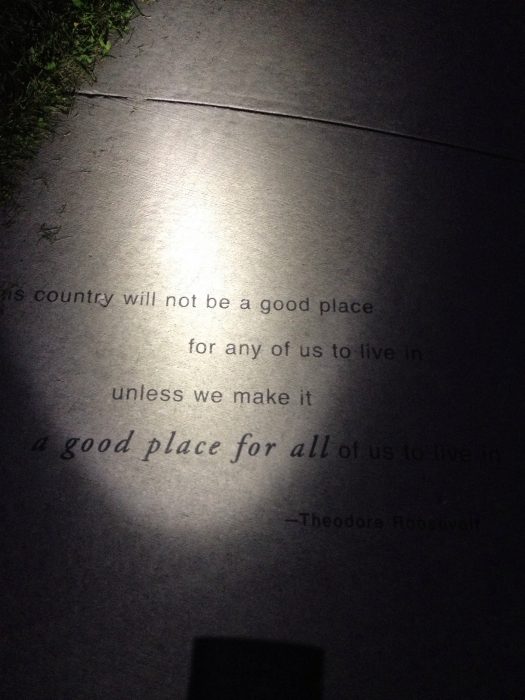 is country will not be a good place
for any of us to live in
unless we make it
a good place for all of us to live in
—Theodore Roosevelt